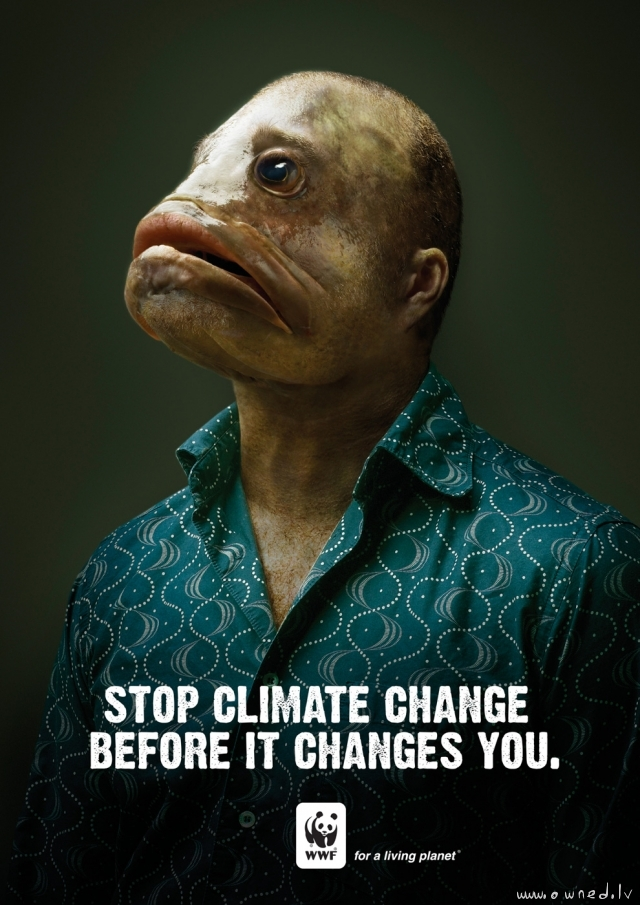 STOP CLIMATE CHANGE
BEFORE IT CHANGES YOU.
WWF
for a living planet
www.owned.lv